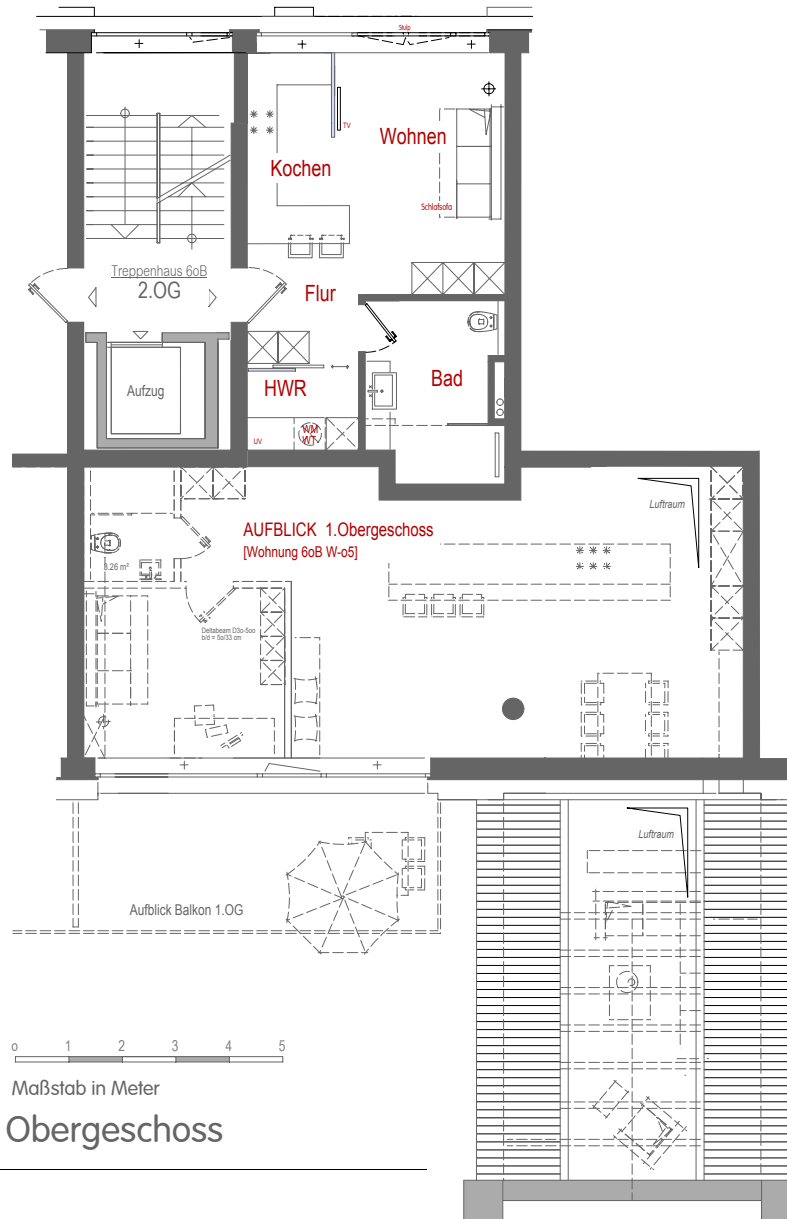 Stulp
TV
Wohnen
Kochen
Schlafsofa
Treppenhaus 6oB
2.OG
Flur
Aufzug
HWR
Bad
WM
WT
UV
AUFBLICK 1.Obergeschoss
[Wohnung 6oB W-o5]
Luftraum
3.26 m²
Deltabeam D3o-5oo
b/d = 5o/33 cm
Luftraum
Aufblick Balkon 1.OG
o 1 2 3 4 5
Maßstab in Meter
Obergeschoss